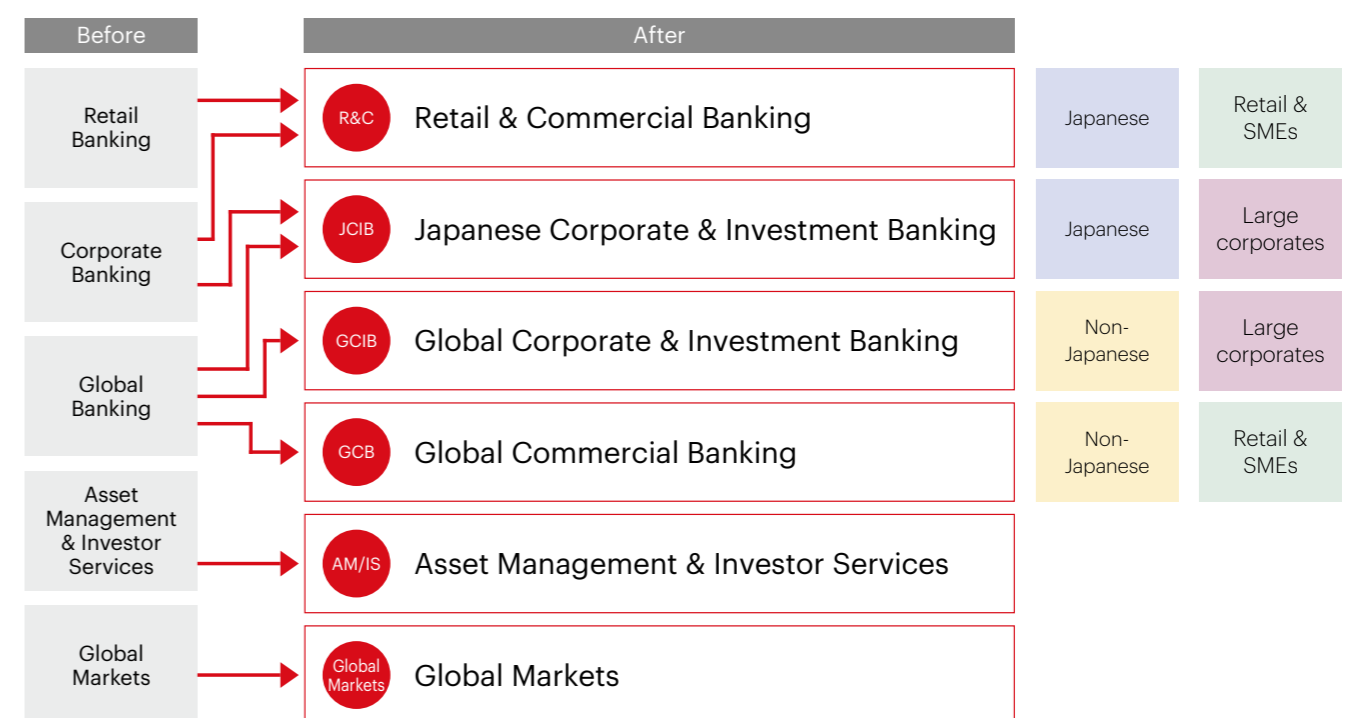 Before
After
Retail
Banking
R&C
Retail & Commercial Banking
Japanese
Retail &
SMEs
Corporate
Banking
JCIB
Japanese Corporate & Investment Banking
Japanese
Large
corporates
Global
Banking
GCIB
Global Corporate & Investment Banking
Non-
Japanese
Large
corporates
GCB
Global Commercial Banking
Non-
Japanese
Retail &
SMEs
Asset
Management
& Investor
Services
AM/IS
Asset Management & Investor Services
Global
Markets
Global
Markets
Global Markets